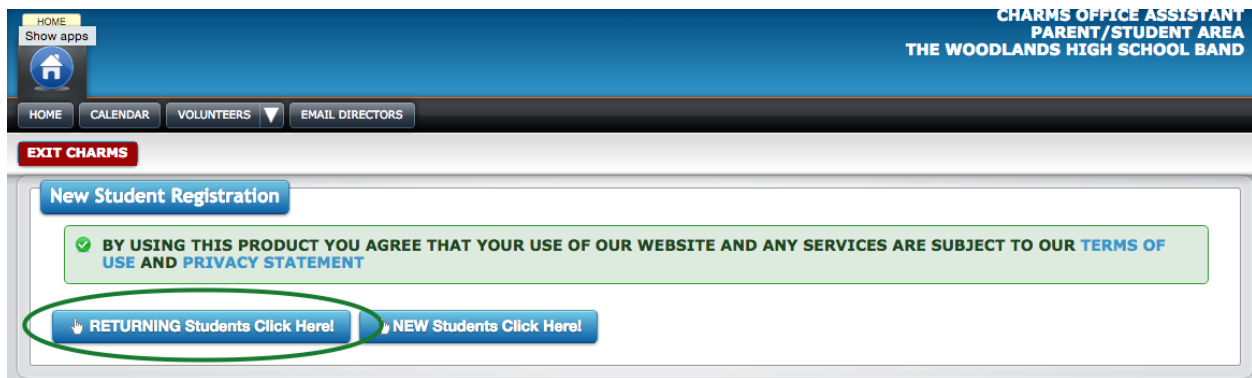 HOME
Show apps
CHARMS OFFICE ASSISTANT
PARENT/STUDENT AREA
THE WOODLANDS HIGH SCHOOL BAND
HOME CALENDAR VOLUNTEERS EMAIL DIRECTORS
EXIT CHARMS
New Student Registration
BY USING THIS PRODUCT YOU AGREE THAT YOUR USE OF OUR WEBSITE AND ANY SERVICES ARE SUBJECT TO OUR TERMS OF
USE AND PRIVACY STATEMENT
RETURNING Students Click Here! NEW Students Click Here!